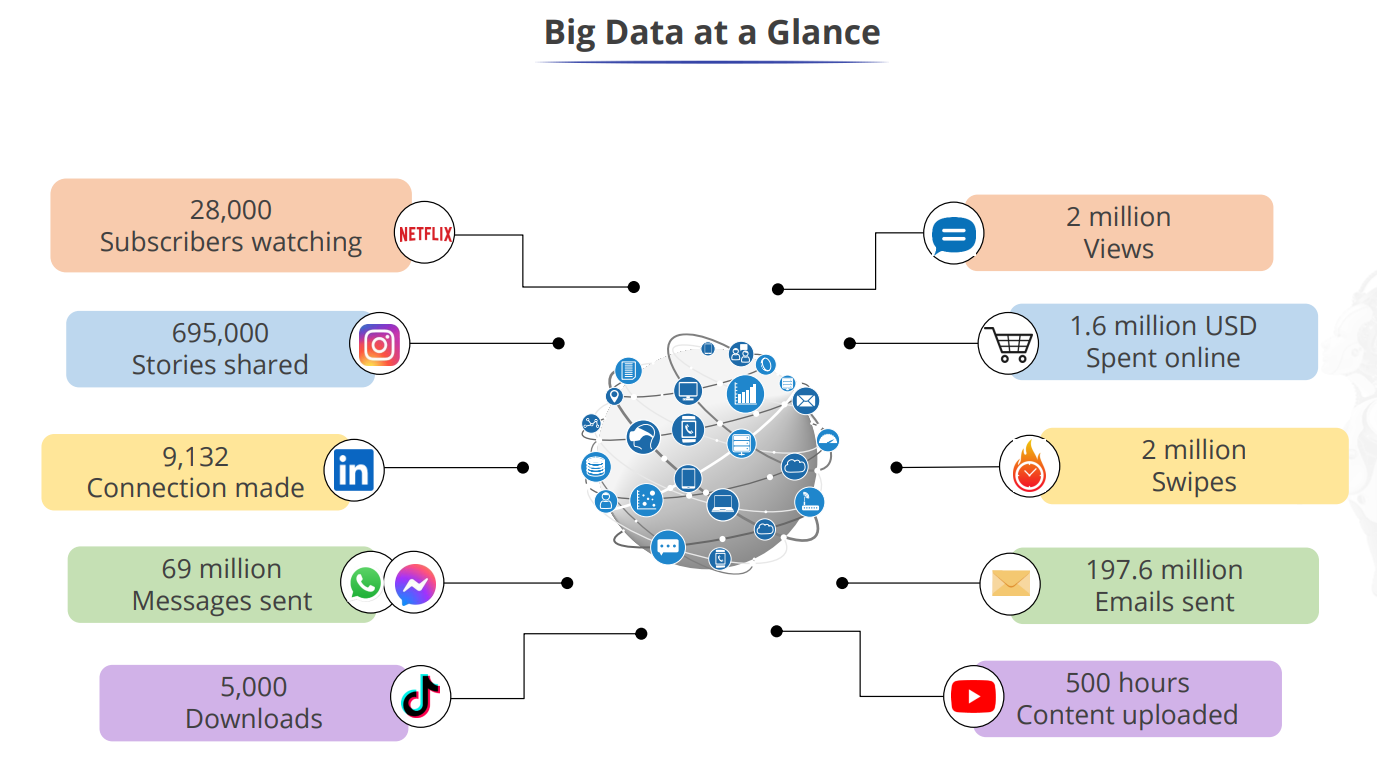 Big Data at a Glance
28,000
Subscribers watching
NETFLIX
2 million
Views
695,000
Stories shared
1.6 million USD
Spent online
9,132
Connection made
in
2 million
Swipes
69 million
Messages sent
197.6 million
Emails sent
5,000
Downloads
500 hours
Content uploaded